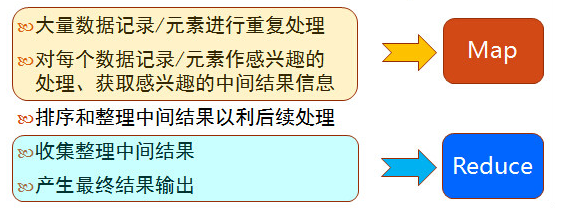 大量数据记录/元素进行重复处理
对每个数据记录/元素作感兴趣的
处理、获取感兴趣的中间结果信息
Map
排序和整理中间结果以利后续处理
收集整理中间结果
产生最终结果输出
Reduce